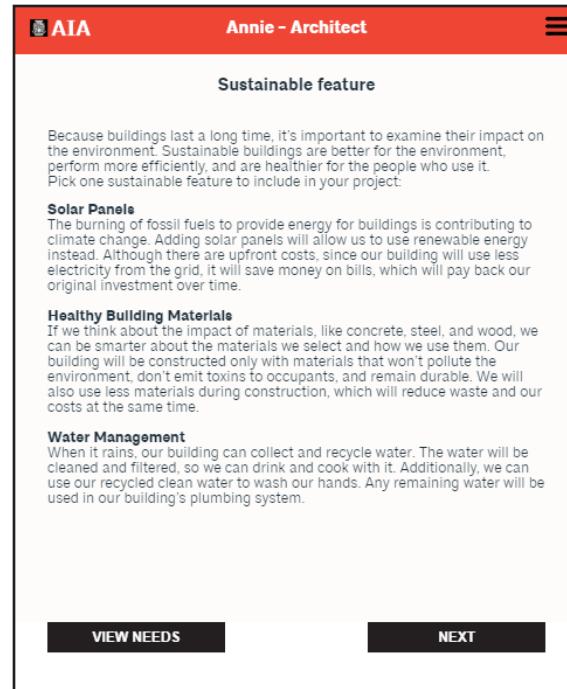 AIA
Annie – Architect
Sustainable feature
Because buildings last a long time, it's important to examine their impact on
the environment. Sustainable buildings are better for the environment,
perform more efficiently, and are healthier for the people who use it.
Pick one sustainable feature to include in your project:
Solar Panels
The burning of fossil fuels to provide energy for buildings is contributing to
climate change. Adding solar panels will allow us to use renewable energy
instead. Although there are upfront costs, since our building will use less
electricity from the grid, it will save money on bills, which will pay back our
original investment over time.
Healthy Building Materials
If we think about the impact of materials, like concrete, steel, and wood, we
can be smarter about the materials we select and how we use them. Our
building will be constructed only with materials that won't pollute the
environment, don't emit toxins to occupants, and remain durable. We will
also use less materials during construction, which will reduce waste and our
costs at the same time.
Water Management
When it rains, our building can collect and recycle water. The water will be
cleaned and filtered, so we can drink and cook with it. Additionally, we can
use our recycled clean water to wash our hands. Any remaining water will be
used in our building's plumbing system.
VIEW NEEDS
NEXT